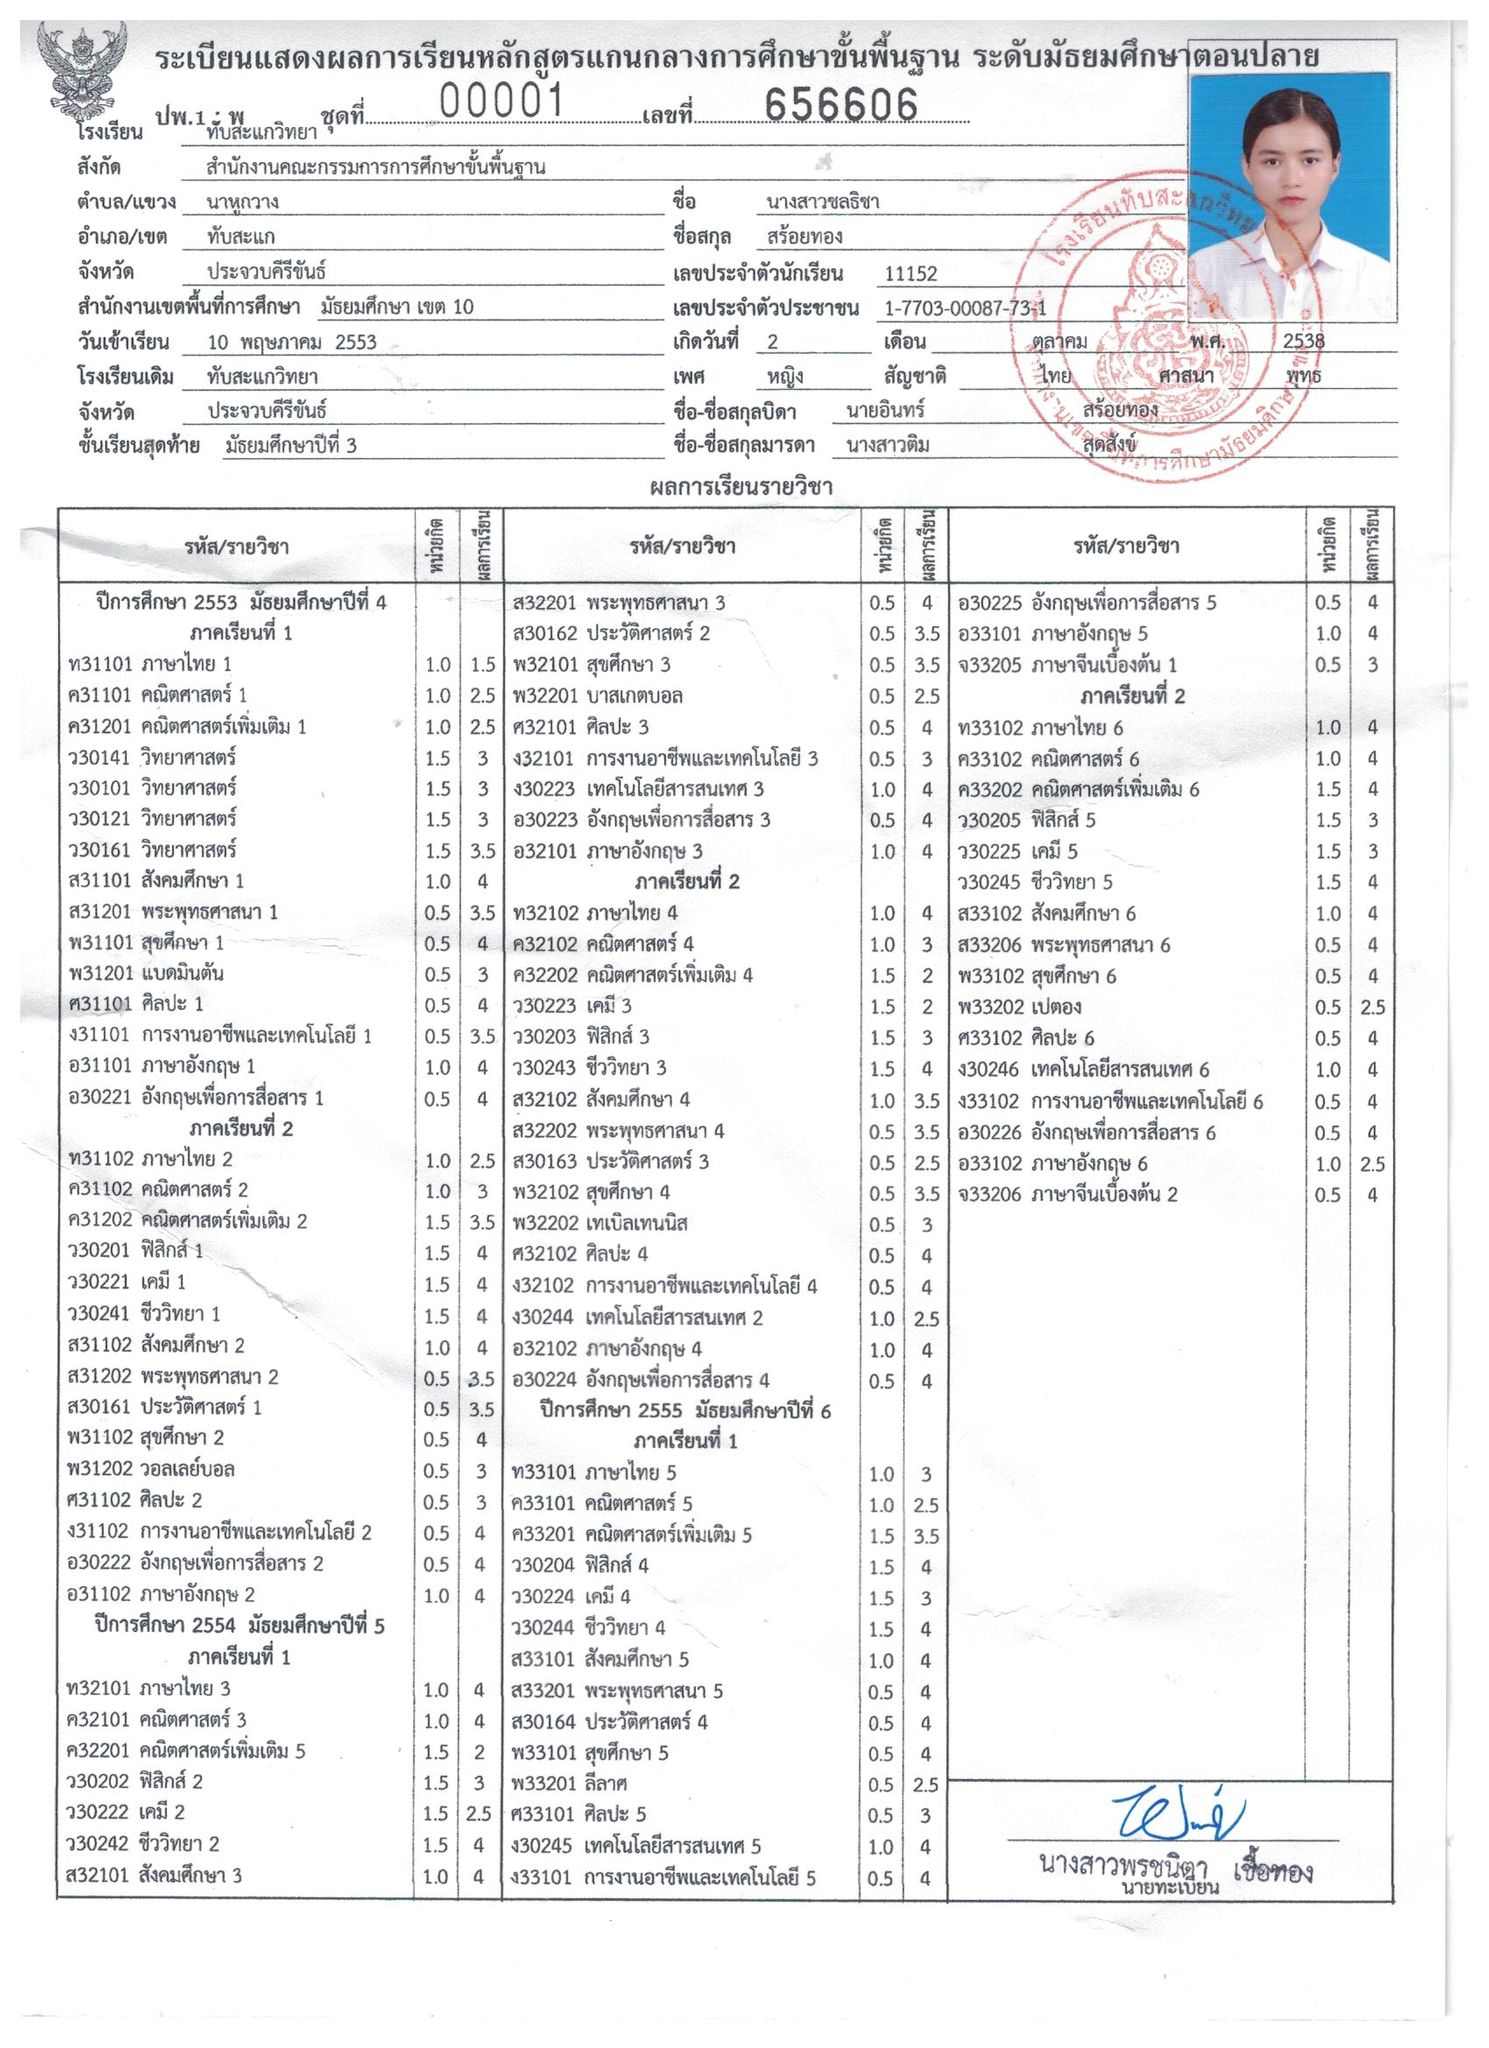 ระเบียนแสดงผลการเรียนหลักสูตรแกนกลางการศึกษาขั้นพื้นฐาน ระดับมัธยมศึกษาตอนปลาย
ปพ.1 : พ ชุดที่ 00001 เลขที่ 656606
โรงเรียน ทับสะแกวิทยา
สังกัด สำนักงานคณะกรรมการการศึกษาขั้นพื้นฐาน
ตำบล/แขวง นาหูกวาง ชื่อ นางสาวชลธิชา
อำเภอ/เขต ทับสะแก ชื่อสกุล สร้อยทอง
จังหวัด ประจวบคีรีขันธ์ เลขประจำตัวนักเรียน 11152
สำนักงานเขตพื้นที่การศึกษา มัธยมศึกษา เขต 10 เลขประจำตัวประชาชน 1-7703-00087-73-1
วันเข้าเรียน 10 พฤษภาคม 2553 เกิดวันที่ 2 เดือน ตุลาคม พ.ศ. 2538
โรงเรียนเดิม ทับสะแกวิทยา เพศ หญิง สัญชาติ ไทย ศาสนา พุทธ
จังหวัด ประจวบคีรีขันธ์ ชื่อ-ชื่อสกุลบิดา นายอินทร์ สร้อยทอง
ชั้นเรียนสุดท้าย มัธยมศึกษาปีที่ 3 ชื่อ-ชื่อสกุลมารดา นางสาวติม สุดสังข์
โรงเรียนทับสะแกวิทยา
ผลการเรียนรายวิชา
รหัส/รายวิชา หน่วยกิต ผลการเรียน
ปีการศึกษา 2553 มัธยมศึกษาปีที่ 4
ภาคเรียนที่ 1
ท31101 ภาษาไทย 1 1.0 1.5
ค31101 คณิตศาสตร์ 1 1.0 2.5
ค31201 คณิตศาสตร์เพิ่มเติม 1 1.0 2.5
ว30141 วิทยาศาสตร์ 1.5 3
ว30101 วิทยาศาสตร์ 1.5 3
ว30121 วิทยาศาสตร์ 1.5 3
ว30161 วิทยาศาสตร์ 1.5 3.5
ส31101 สังคมศึกษา 1 1.0 4
ส31201 พระพุทธศาสนา 1 0.5 3.5
พ31101 สุขศึกษา 1 0.5 4
พ31201 แบดมินตัน 0.5 3
ศ31101 ศิลปะ 1 0.5 4
ง31101 การงานอาชีพและเทคโนโลยี 1 0.5 3.5
อ31101 ภาษาอังกฤษ 1 1.0 4
อ30221 อังกฤษเพื่อการสื่อสาร 1 0.5 4
ภาคเรียนที่ 2
ท31102 ภาษาไทย 2 1.0 2.5
ค31102 คณิตศาสตร์ 2 1.0 3
ค31202 คณิตศาสตร์เพิ่มเติม 2 1.5 3.5
ว30201 ฟิสิกส์ 1 1.5 4
ว30221 เคมี 1 1.5 4
ว30241 ชีววิทยา 1 1.5 4
ส31102 สังคมศึกษา 2 1.0 4
ส31202 พระพุทธศาสนา 2 0.5 3.5
ส30161 ประวัติศาสตร์ 1 0.5 3.5
พ31102 สุขศึกษา 2 0.5 4
พ31202 วอลเลย์บอล 0.5 3
ศ31102 ศิลปะ 2 0.5 3
ง31102 การงานอาชีพและเทคโนโลยี 2 0.5 4
อ30222 อังกฤษเพื่อการสื่อสาร 2 0.5 4
อ31102 ภาษาอังกฤษ 2 1.0 4
ปีการศึกษา 2554 มัธยมศึกษาปีที่ 5
ภาคเรียนที่ 1
ท32101 ภาษาไทย 3 1.0 4
ค32101 คณิตศาสตร์ 3 1.0 4
ค32201 คณิตศาสตร์เพิ่มเติม 5 1.5 2
ว30202 ฟิสิกส์ 2 1.5 3
ว30222 เคมี 2 1.5 2.5
ว30242 ชีววิทยา 2 1.5 4
ส32101 สังคมศึกษา 3 1.0 4
รหัส/รายวิชา หน่วยกิต ผลการเรียน
ส32201 พระพุทธศาสนา 3 0.5 4
ส30162 ประวัติศาสตร์ 2 0.5 3.5
พ32101 สุขศึกษา 3 0.5 3.5
พ32201 บาสเกตบอล 0.5 2.5
ศ32101 ศิลปะ 3 0.5 4
ง32101 การงานอาชีพและเทคโนโลยี 3 0.5 3
ง30223 เทคโนโลยีสารสนเทศ 3 1.0 4
อ30223 อังกฤษเพื่อการสื่อสาร 3 0.5 4
อ32101 ภาษาอังกฤษ 3 1.0 4
ภาคเรียนที่ 2
ท32102 ภาษาไทย 4 1.0 4
ค32102 คณิตศาสตร์ 4 1.0 3
ค32202 คณิตศาสตร์เพิ่มเติม 4 1.5 2
ว30223 เคมี 3 1.5 2
ว30203 ฟิสิกส์ 3 1.5 3
ว30243 ชีววิทยา 3 1.5 4
ส32102 สังคมศึกษา 4 1.0 3.5
ส32202 พระพุทธศาสนา 4 0.5 3.5
ส30163 ประวัติศาสตร์ 3 0.5 2.5
พ32102 สุขศึกษา 4 0.5 3.5
พ32202 เทเบิลเทนนิส 0.5 3
ศ32102 ศิลปะ 4 0.5 4
ง32102 การงานอาชีพและเทคโนโลยี 4 0.5 4
ง30244 เทคโนโลยีสารสนเทศ 2 1.0 2.5
อ32102 ภาษาอังกฤษ 4 1.0 4
อ30224 อังกฤษเพื่อการสื่อสาร 4 0.5 4
ปีการศึกษา 2555 มัธยมศึกษาปีที่ 6
ภาคเรียนที่ 1
ท33101 ภาษาไทย 5 1.0 3
ค33101 คณิตศาสตร์ 5 1.0 2.5
ค33201 คณิตศาสตร์เพิ่มเติม 5 1.5 3.5
ว30204 ฟิสิกส์ 4 1.5 4
ว30224 เคมี 4 1.5 3
ว30244 ชีววิทยา 4 1.5 4
ส33101 สังคมศึกษา 5 1.0 4
ส33201 พระพุทธศาสนา 5 0.5 4
ส30164 ประวัติศาสตร์ 4 0.5 4
พ33101 สุขศึกษา 5 0.5 4
พ33201 ลีลาศ 0.5 2.5
ศ33101 ศิลปะ 5 0.5 3
ง30245 เทคโนโลยีสารสนเทศ 5 1.0 4
ง33101 การงานอาชีพและเทคโนโลยี 5 0.5 4
รหัส/รายวิชา หน่วยกิต ผลการเรียน
อ30225 อังกฤษเพื่อการสื่อสาร 5 0.5 4
อ33101 ภาษาอังกฤษ 5 1.0 4
จ33205 ภาษาจีนเบื้องต้น 1 0.5 3
ภาคเรียนที่ 2
ท33102 ภาษาไทย 6 1.0 4
ค33102 คณิตศาสตร์ 6 1.0 4
ค33202 คณิตศาสตร์เพิ่มเติม 6 1.5 4
ว30205 ฟิสิกส์ 5 1.5 3
ว30225 เคมี 5 1.5 3
ว30245 ชีววิทยา 5 1.5 4
ส33102 สังคมศึกษา 6 1.0 4
ส33206 พระพุทธศาสนา 6 0.5 4
พ33102 สุขศึกษา 6 0.5 4
พ33202 เปตอง 0.5 2.5
ศ33102 ศิลปะ 6 0.5 4
ง30246 เทคโนโลยีสารสนเทศ 6 1.0 4
ง33102 การงานอาชีพและเทคโนโลยี 6 0.5 4
อ30226 อังกฤษเพื่อการสื่อสาร 6 0.5 4
อ33102 ภาษาอังกฤษ 6 1.0 2.5
จ33206 ภาษาจีนเบื้องต้น 2 0.5 4
นางสาวพรชนิตา เชื้อทอง
นายทะเบียน